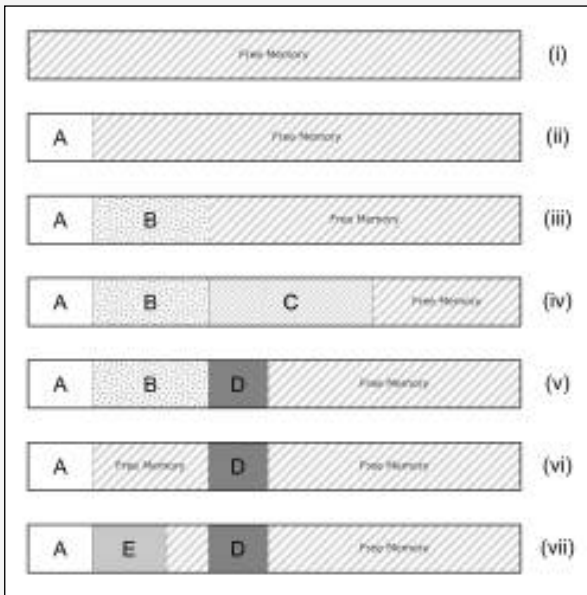 Free Memory (i)
A Free Memory (ii)
A B Free Memory (iii)
A B C Free Memory (iv)
A B D Free Memory (v)
A Free Memory D Free Memory (vi)
A E D Free Memory (vii)